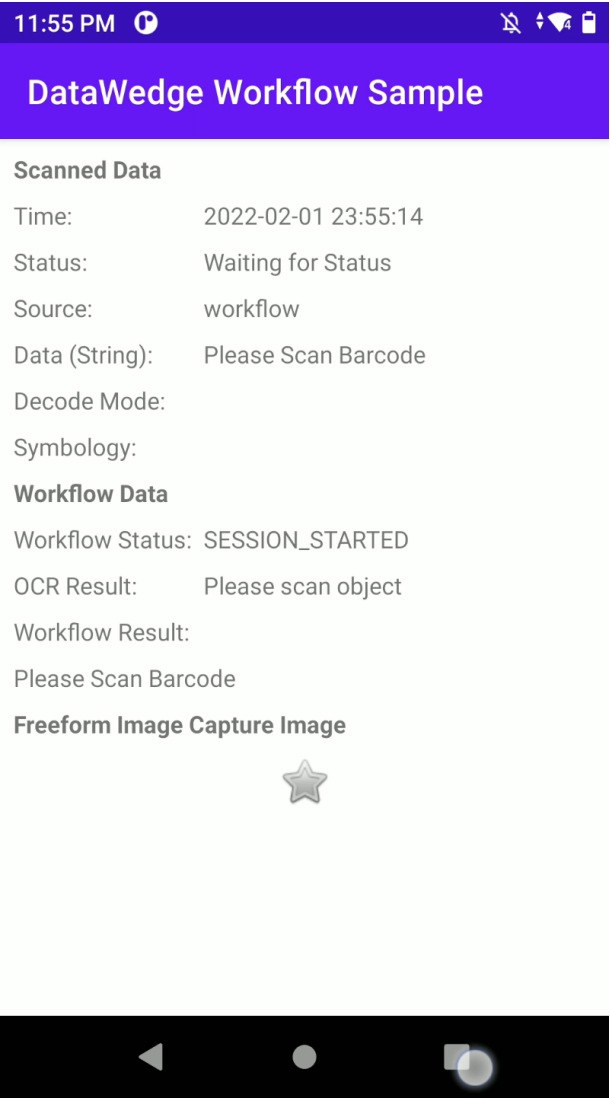 11:55 PM
DataWedge Workflow Sample
Scanned Data
Time: 2022-02-01 23:55:14
Status: Waiting for Status
Source: workflow
Data (String): Please Scan Barcode
Decode Mode:
Symbology:
Workflow Data
Workflow Status: SESSION_STARTED
OCR Result: Please scan object
Workflow Result:
Please Scan Barcode
Freeform Image Capture Image